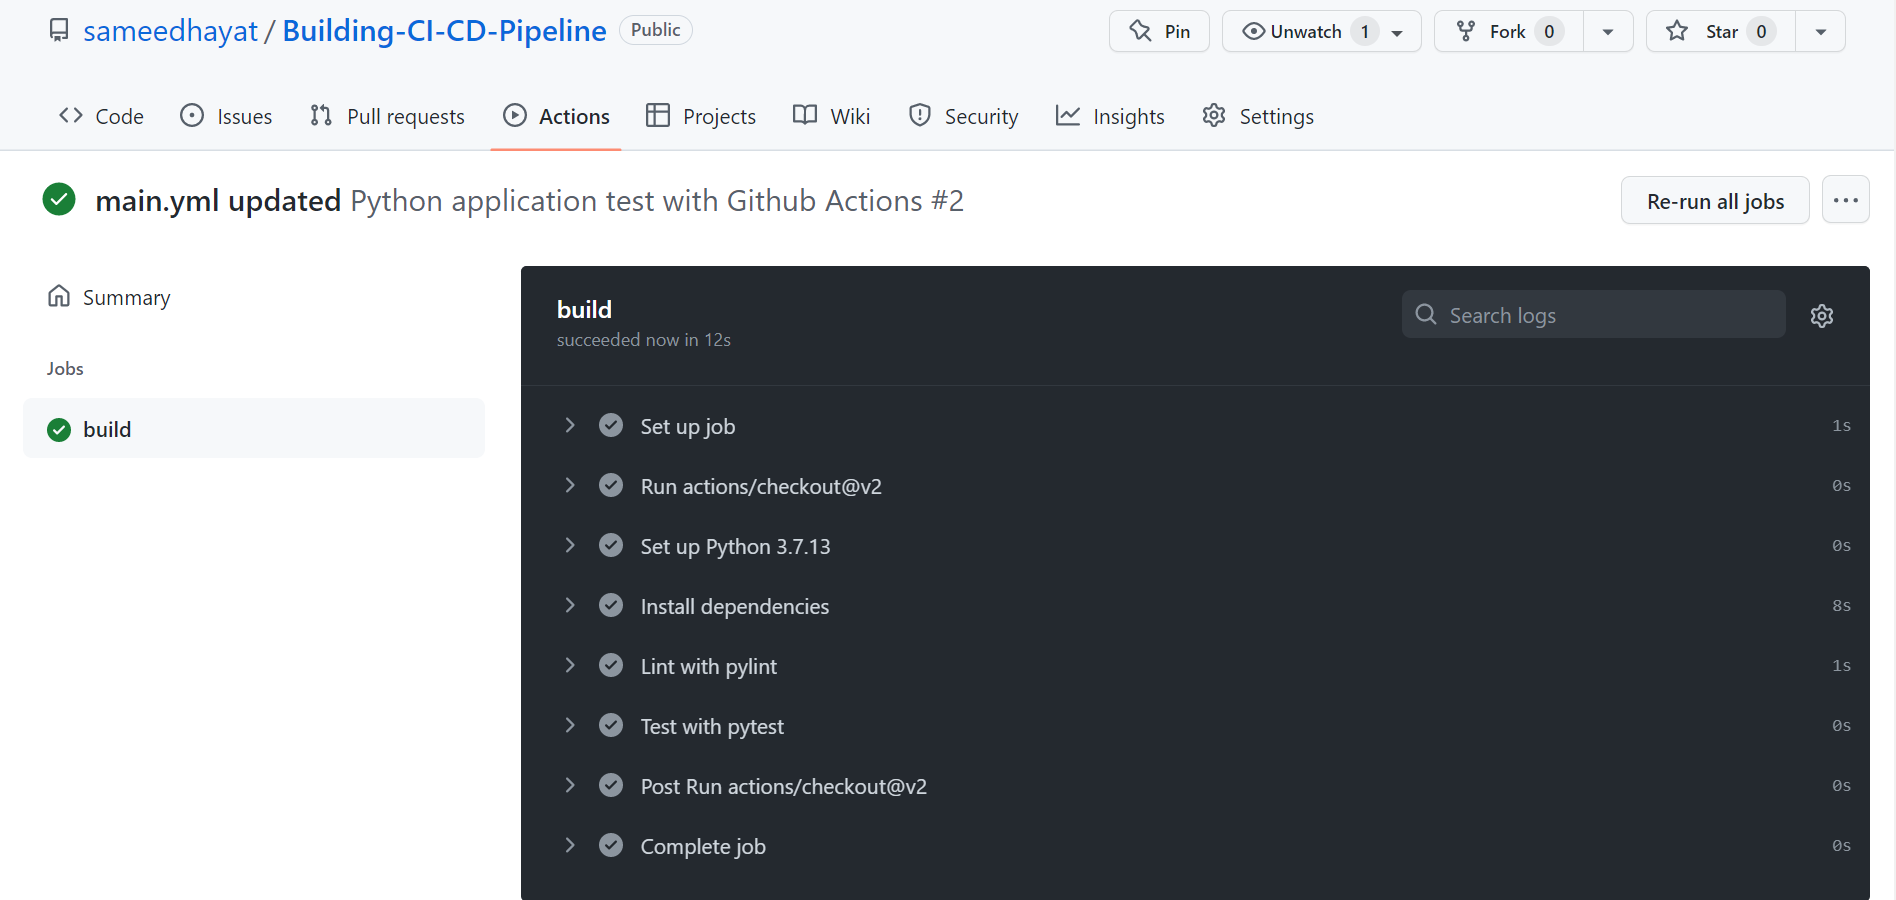 sameedhayat / Building-CI-CD-Pipeline Public Pin Unwatch 1 Fork 0 Star 0
Code Issues Pull requests Actions Projects Wiki Security Insights Settings
main.yml updated Python application test with Github Actions #2 Re-run all jobs ...
Summary
Jobs
build
build
succeeded now in 12s
Search logs
Set up job 1s
Run actions/checkout@v2 0s
Set up Python 3.7.13 0s
Install dependencies 8s
Lint with pylint 1s
Test with pytest 0s
Post Run actions/checkout@v2 0s
Complete job 0s